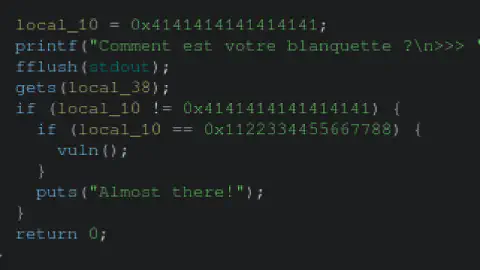 local_10 = 0x4141414141414141;
printf("Comment est votre blanquette ?\n>>> "
fflush(stdout);
gets(local_38);
if (local_10 != 0x4141414141414141) {
if (local_10 == 0x1122334455667788) {
vuln();
}
puts("Almost there!");
}
return 0;